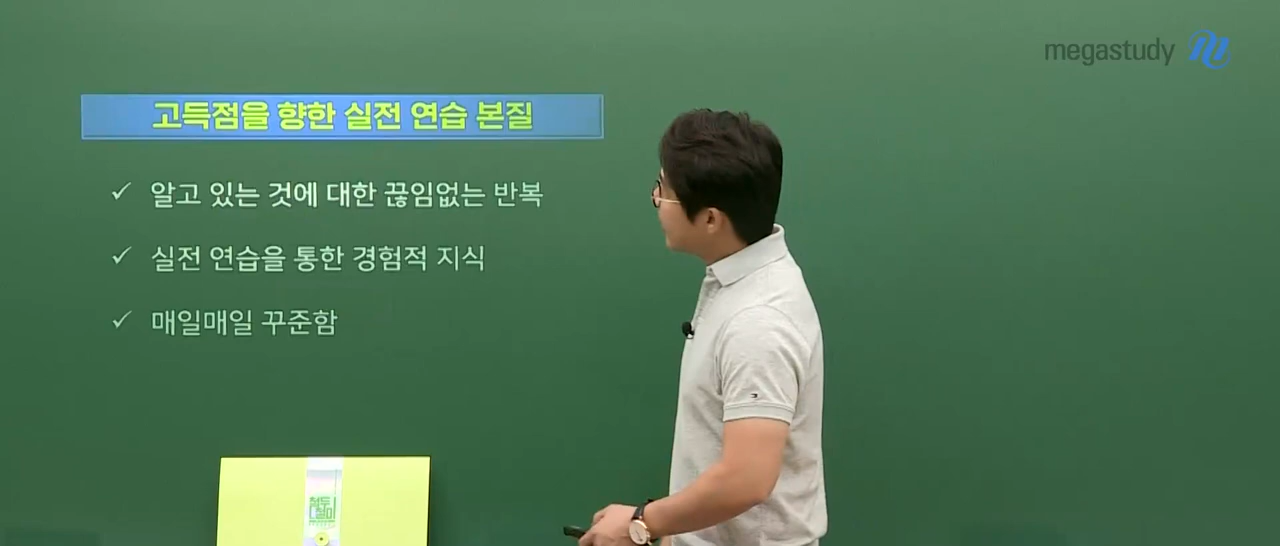 megastudy
고득점을 향한 실전 연습 본질
✓ 알고 있는 것에 대한 끊임없는 반복
✓ 실전 연습을 통한 경험적 지식
✓ 매일매일 꾸준함